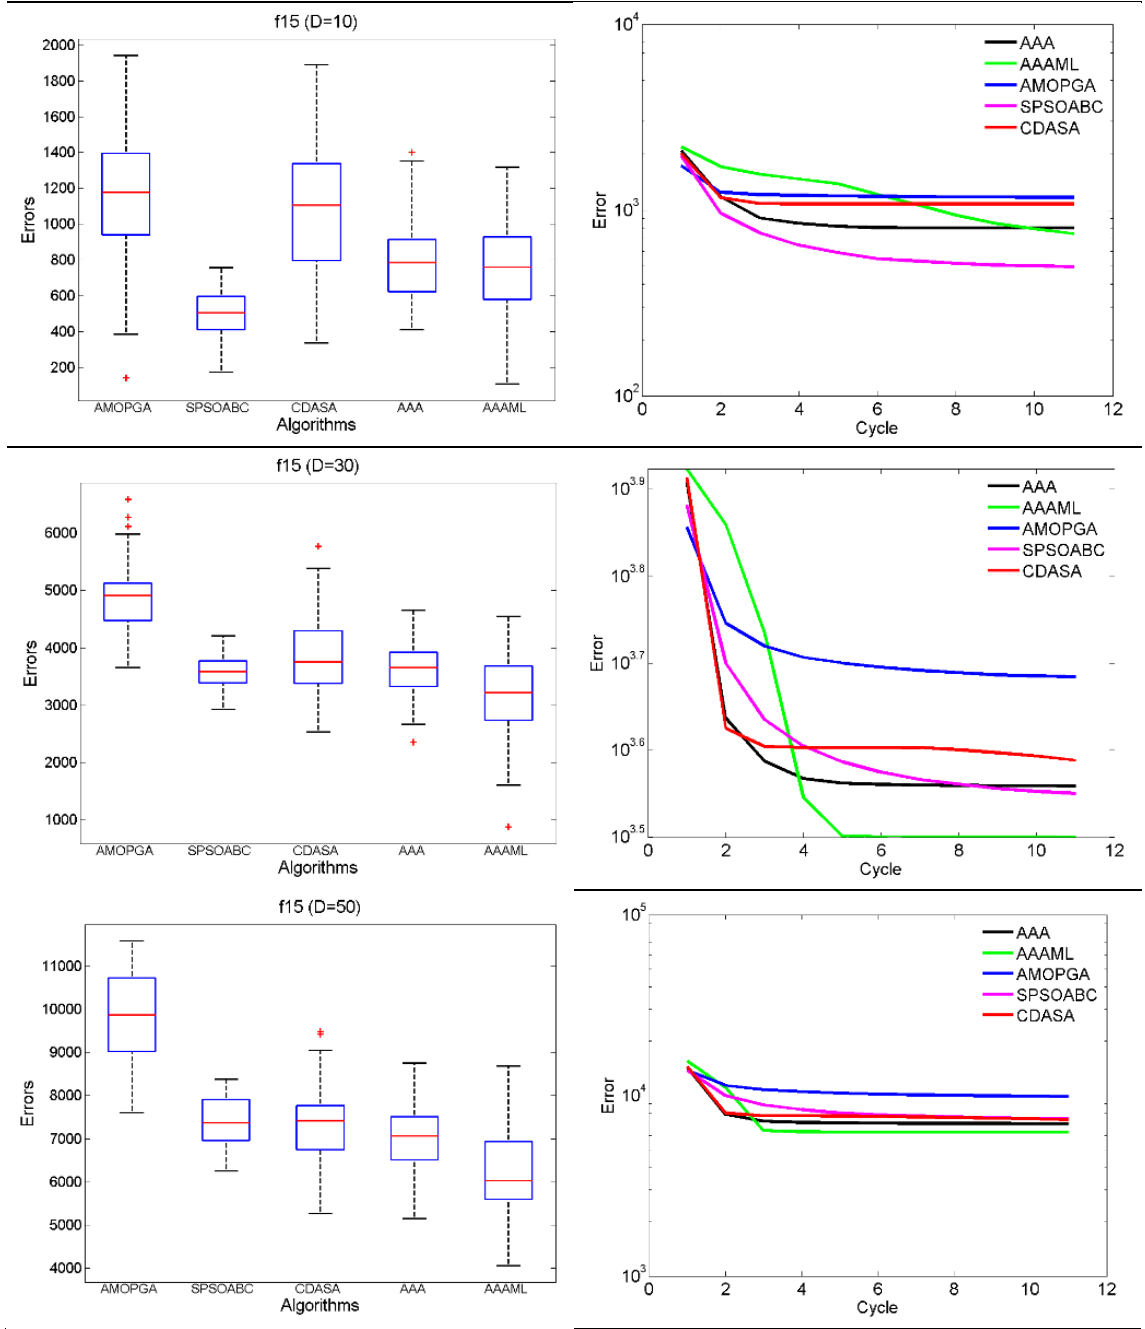 f15 (D=10)
2000
1800
1600
1400
1200
1000
800
600
400
200
Errors
AMOPGA SPSOABC CDASA AAA AAAML
Algorithms
10^4
10^3
10^2
Error
AAA
AAAML
AMOPGA
SPSOABC
CDASA
0 2 4 6 8 10 12
Cycle
f15 (D=30)
6000
5000
4000
3000
2000
1000
Errors
AMOPGA SPSOABC CDASA AAA AAAML
Algorithms
10^3.9
10^3.8
10^3.7
10^3.6
10^3.5
Error
AAA
AAAML
AMOPGA
SPSOABC
CDASA
0 2 4 6 8 10 12
Cycle
f15 (D=50)
11000
10000
9000
8000
7000
6000
5000
4000
Errors
AMOPGA SPSOABC CDASA AAA AAAML
Algorithms
10^5
10^4
10^3
Error
AAA
AAAML
AMOPGA
SPSOABC
CDASA
0 2 4 6 8 10 12
Cycle